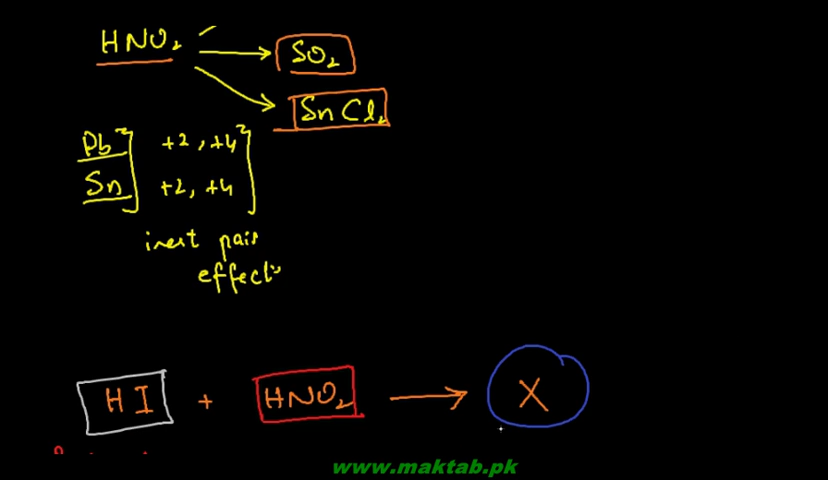 HNO₂
SO₂
SnCl₂
Pb +2, +4
Sn +2, +4
inert pair
effect
HI + HNO₂ → X
www.maktab.pk